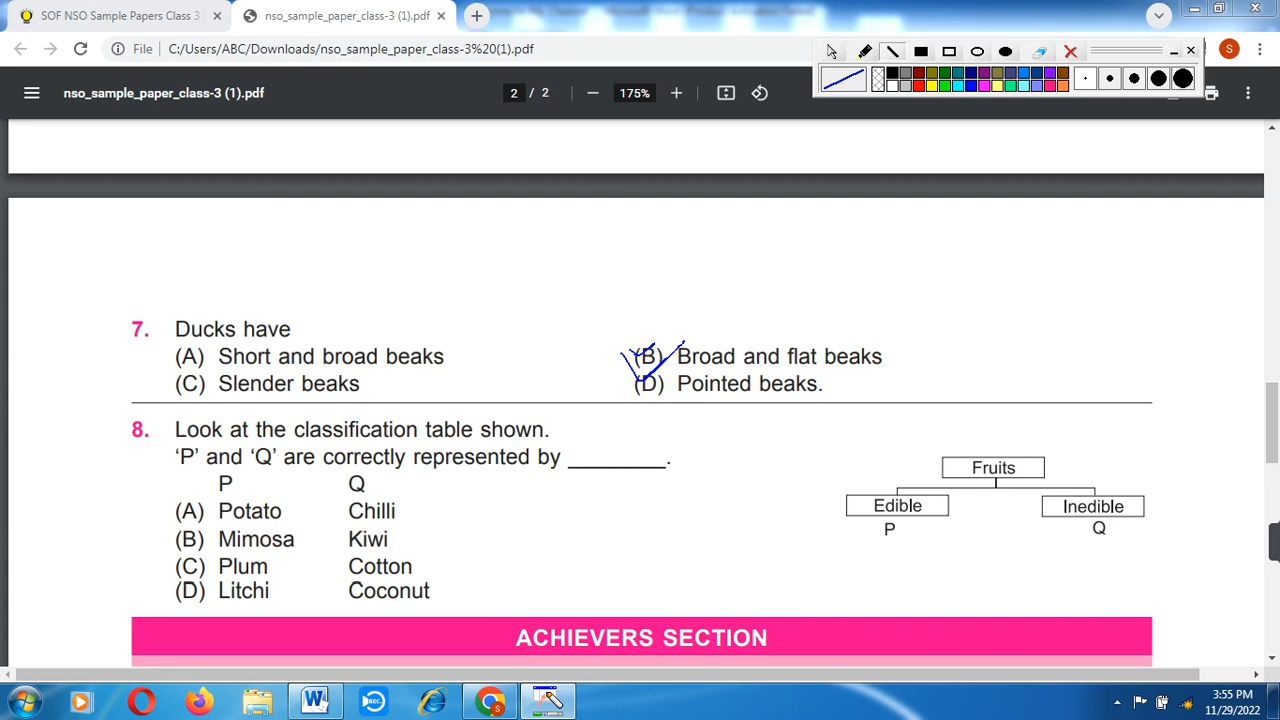 SOF NSO Sample Papers Class 3
nso_sample_paper_class-3 (1).pdf
File C:/Users/ABC/Downloads/nso_sample_paper_class-3%20(1).pdf
S
nso_sample_paper_class-3 (1).pdf
2 / 2
175%
7. Ducks have
(A) Short and broad beaks (B) Broad and flat beaks
(C) Slender beaks (D) Pointed beaks.
8. Look at the classification table shown.
‘P’ and ‘Q’ are correctly represented by ________.
P Q
(A) Potato Chilli
(B) Mimosa Kiwi
(C) Plum Cotton
(D) Litchi Coconut
Fruits
Edible Inedible
P Q
ACHIEVERS SECTION
W REC S
3:55 PM
11/29/2022